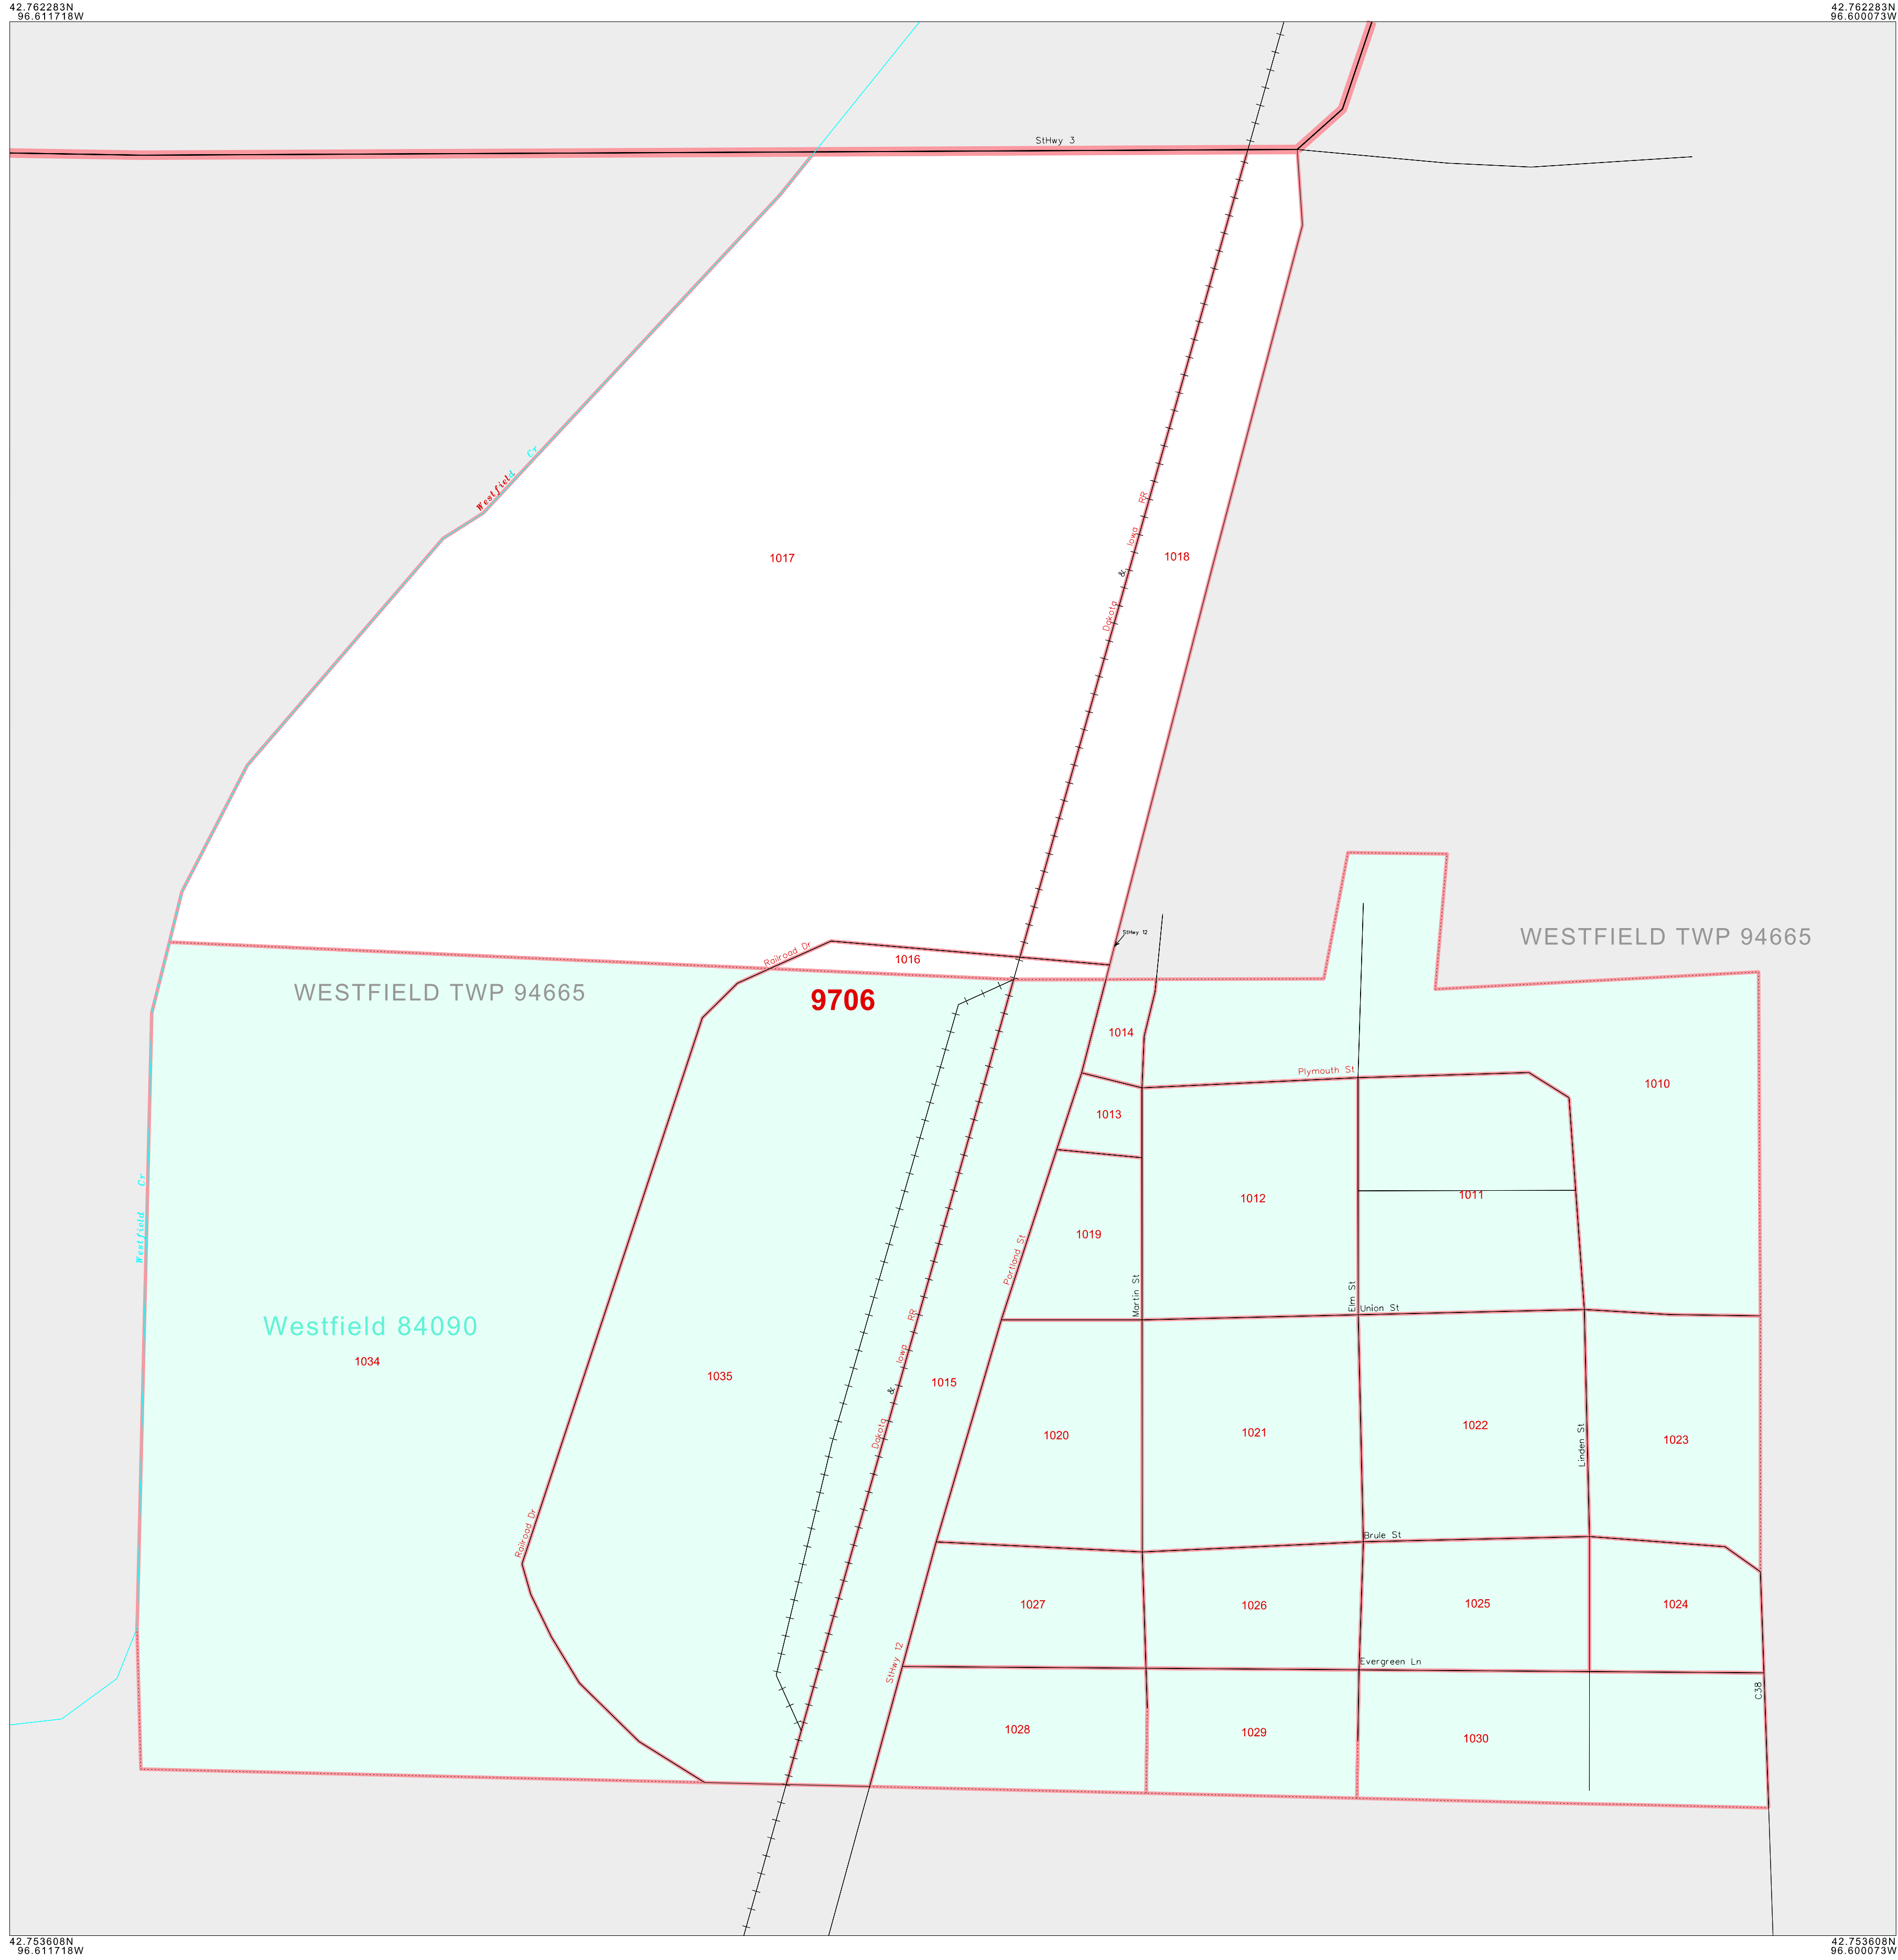 42.762283N
96.611718W
42.762283N
96.600073W
StHwy 3
Westfield Cr
Dakota & Iowa RR
1017
1018
StHwy 12
WESTFIELD TWP 94665
Railroad Dr
1016
WESTFIELD TWP 94665
9706
1014
Plymouth St
1010
1013
1011
1012
Westfield Cr
1019
Portland St
Martin St
Elm St
Union St
Westfield 84090
1034
1035
Dakota & Iowa RR
1015
1020
1021
1022
1023
Linden St
Railroad Dr
Brule St
1027
1026
1025
1024
StHwy 12
Evergreen Ln
C38
1028
1029
1030
42.753608N
96.611718W
42.753608N
96.600073W